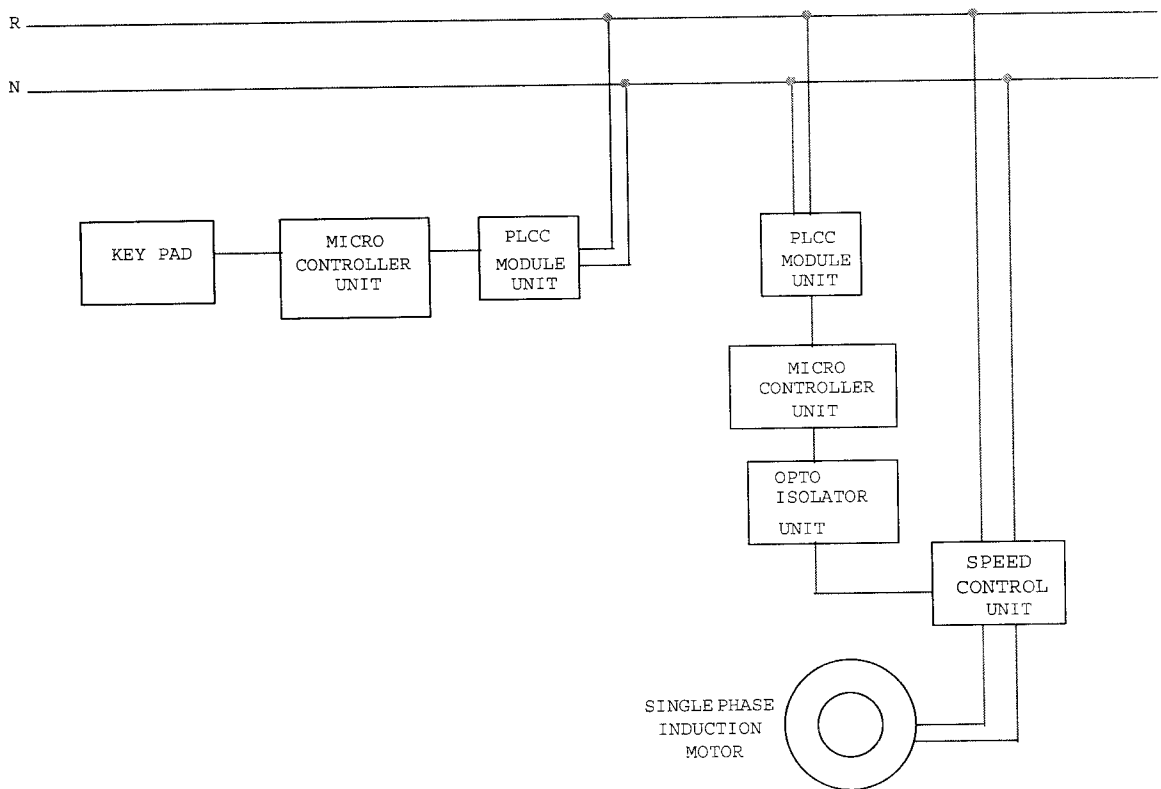 R
N
KEY PAD
MICRO
CONTROLLER
UNIT
PLCC
MODULE
UNIT
PLCC
MODULE
UNIT
MICRO
CONTROLLER
UNIT
OPTO
ISOLATOR
UNIT
SPEED
CONTROL
UNIT
SINGLE PHASE
INDUCTION
MOTOR